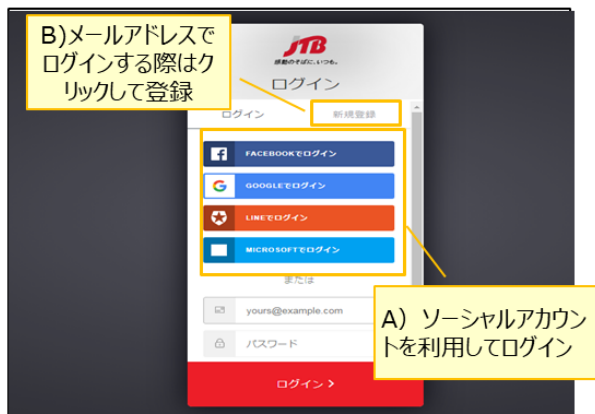 B)メールアドレスで
ログインする際はク
リックして登録
JTB
感動のそばに、いつも。
ログイン
ログイン
新規登録
FACEBOOKでログイン
GOOGLEでログイン
LINEでログイン
MICROSOFTでログイン
または
yours@example.com
パスワード
A) ソーシャルアカウン
トを利用してログイン
ログイン >